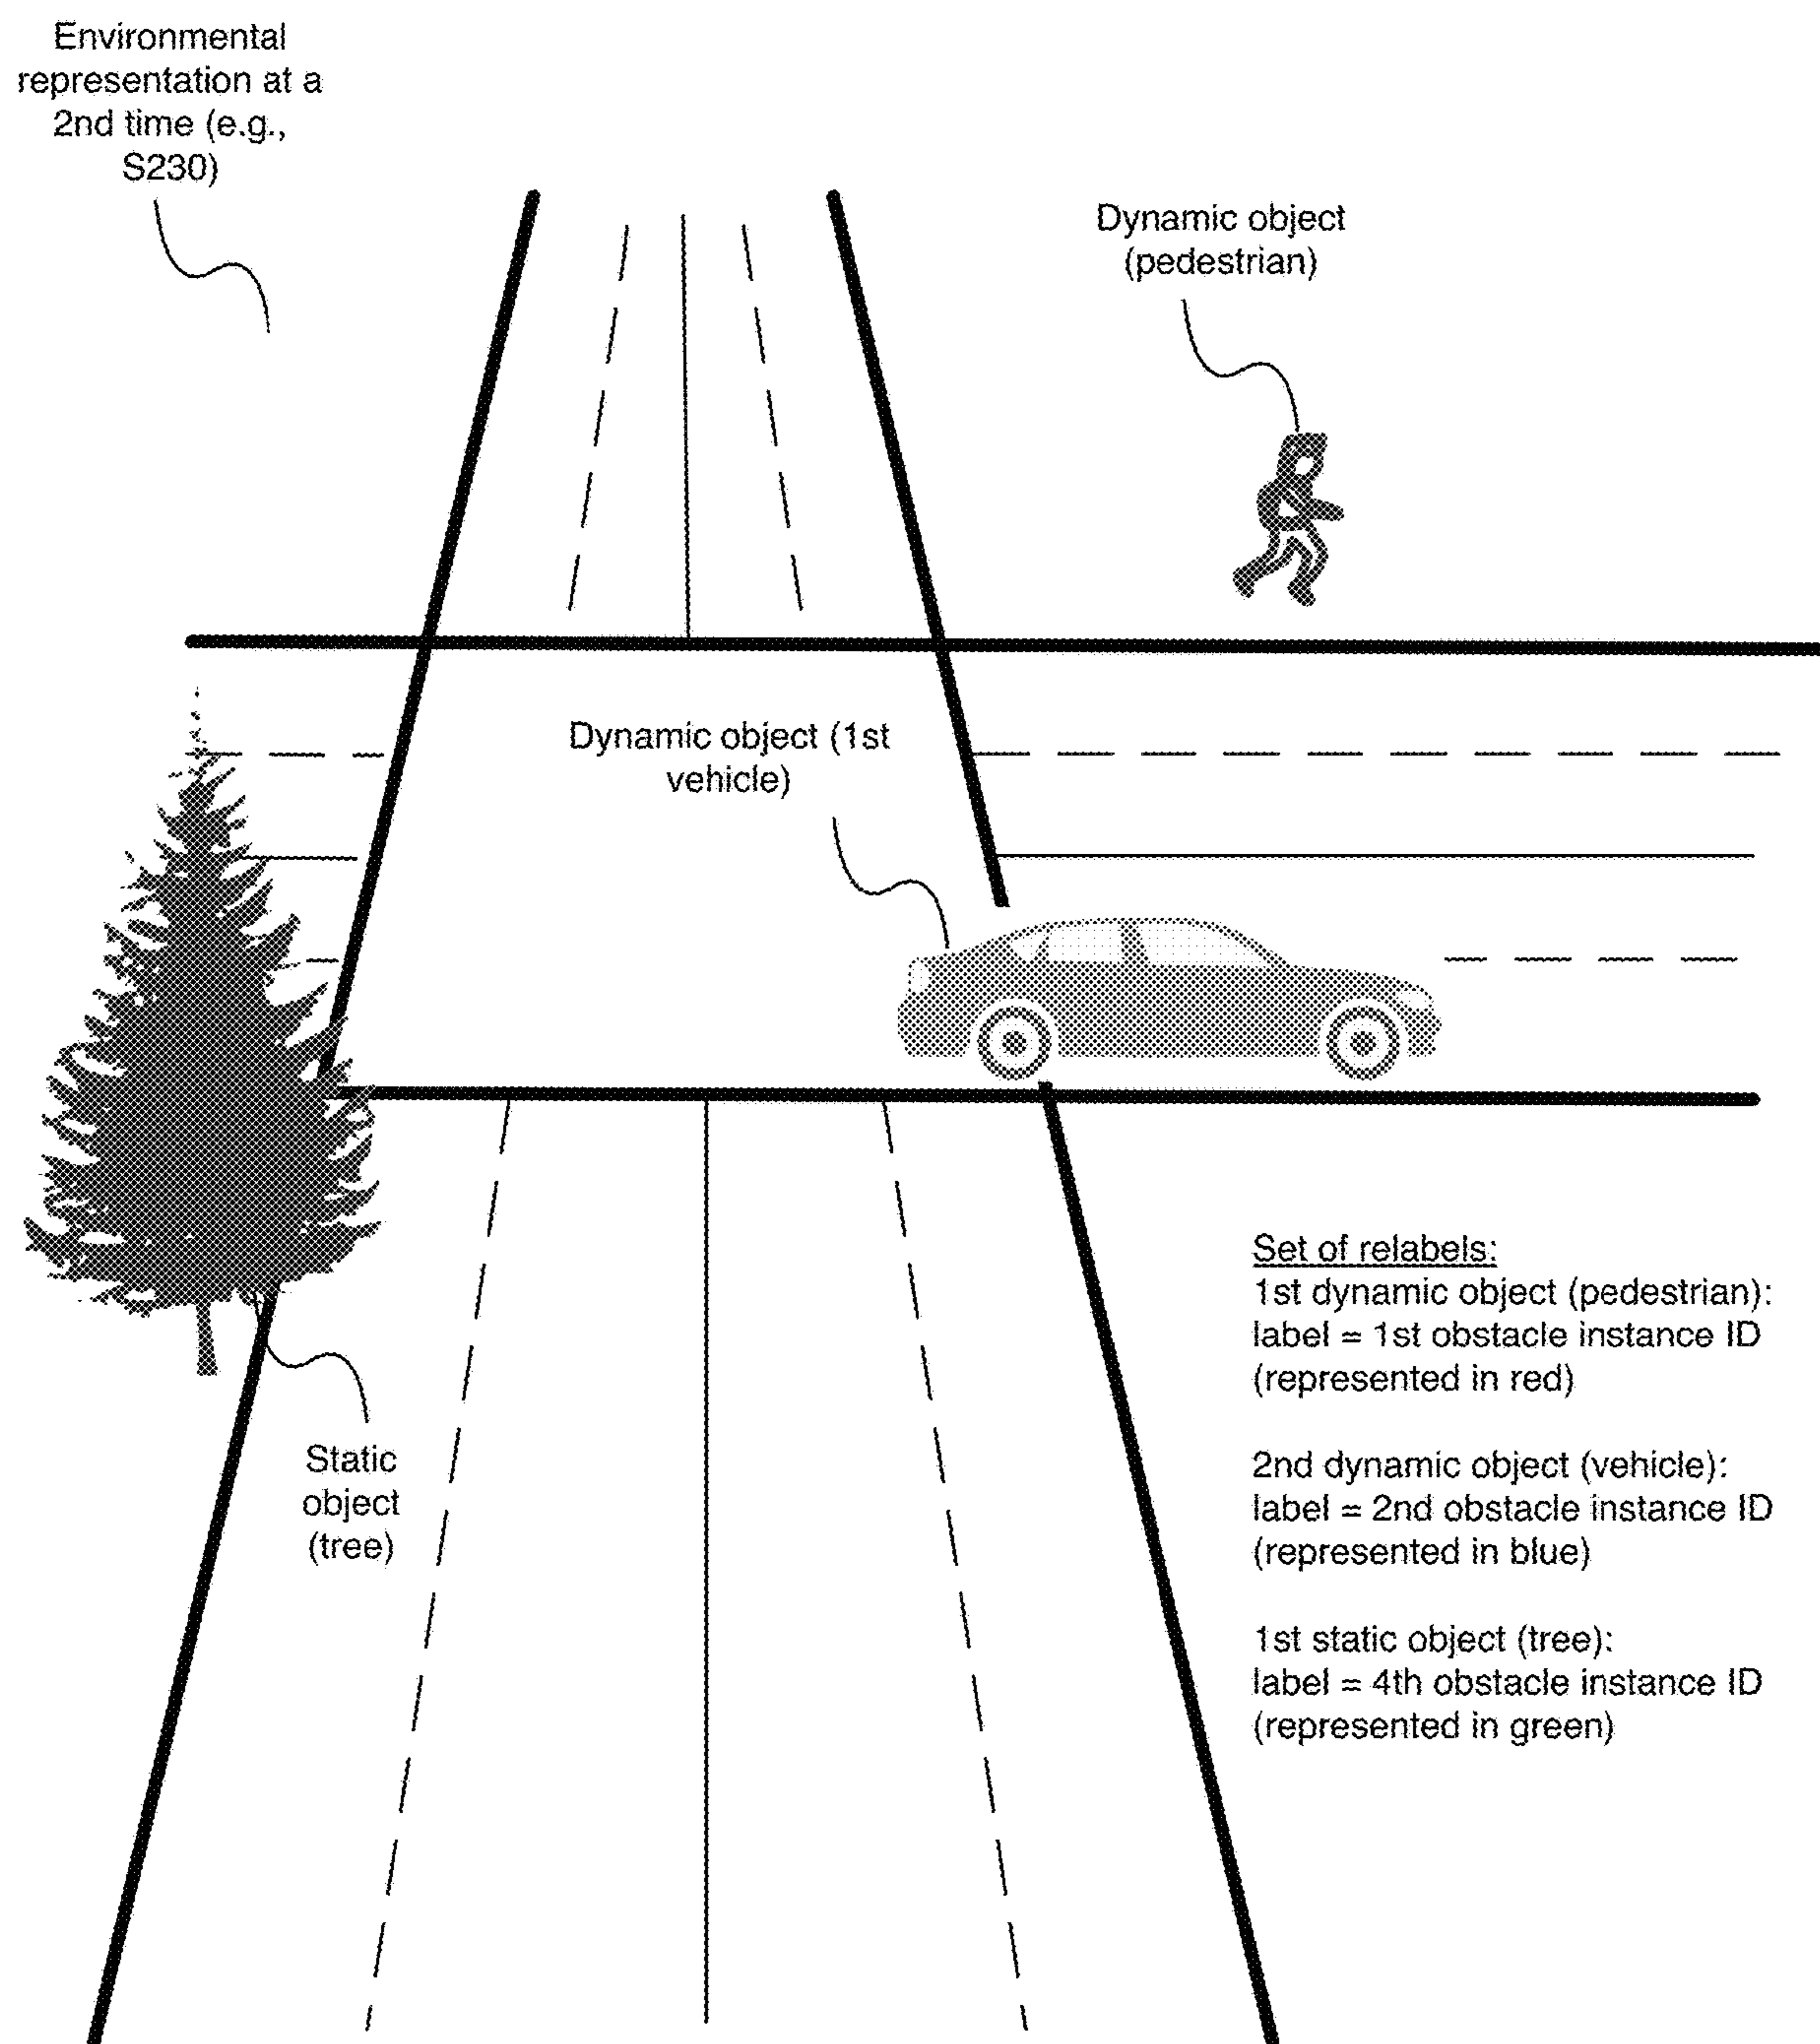 Environmental
representation at a
2nd time (e.g.,
S230)
Dynamic object
(pedestrian)
Dynamic object (1st
vehicle)
Static
object
(tree)
Set of relabels:
1st dynamic object (pedestrian):
label = 1st obstacle instance ID
(represented in red)
2nd dynamic object (vehicle):
label = 2nd obstacle instance ID
(represented in blue)
1st static object (tree):
label = 4th obstacle instance ID
(represented in green)